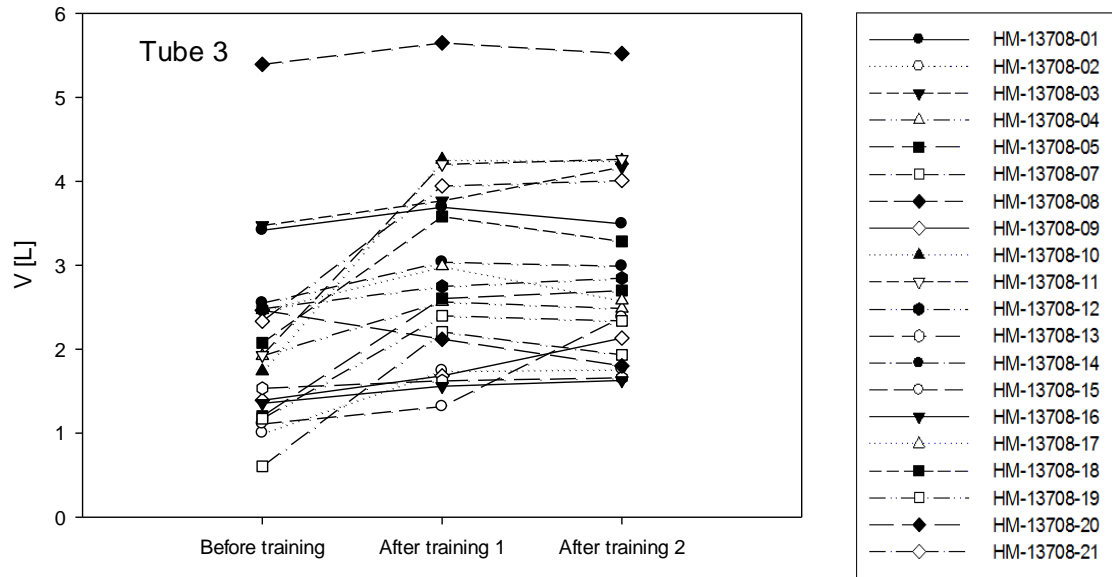 Tube 3
V [L]
6
5
4
3
2
1
0
Before training
After training 1
After training 2
HM-13708-01
HM-13708-02
HM-13708-03
HM-13708-04
HM-13708-05
HM-13708-07
HM-13708-08
HM-13708-09
HM-13708-10
HM-13708-11
HM-13708-12
HM-13708-13
HM-13708-14
HM-13708-15
HM-13708-16
HM-13708-17
HM-13708-18
HM-13708-19
HM-13708-20
HM-13708-21